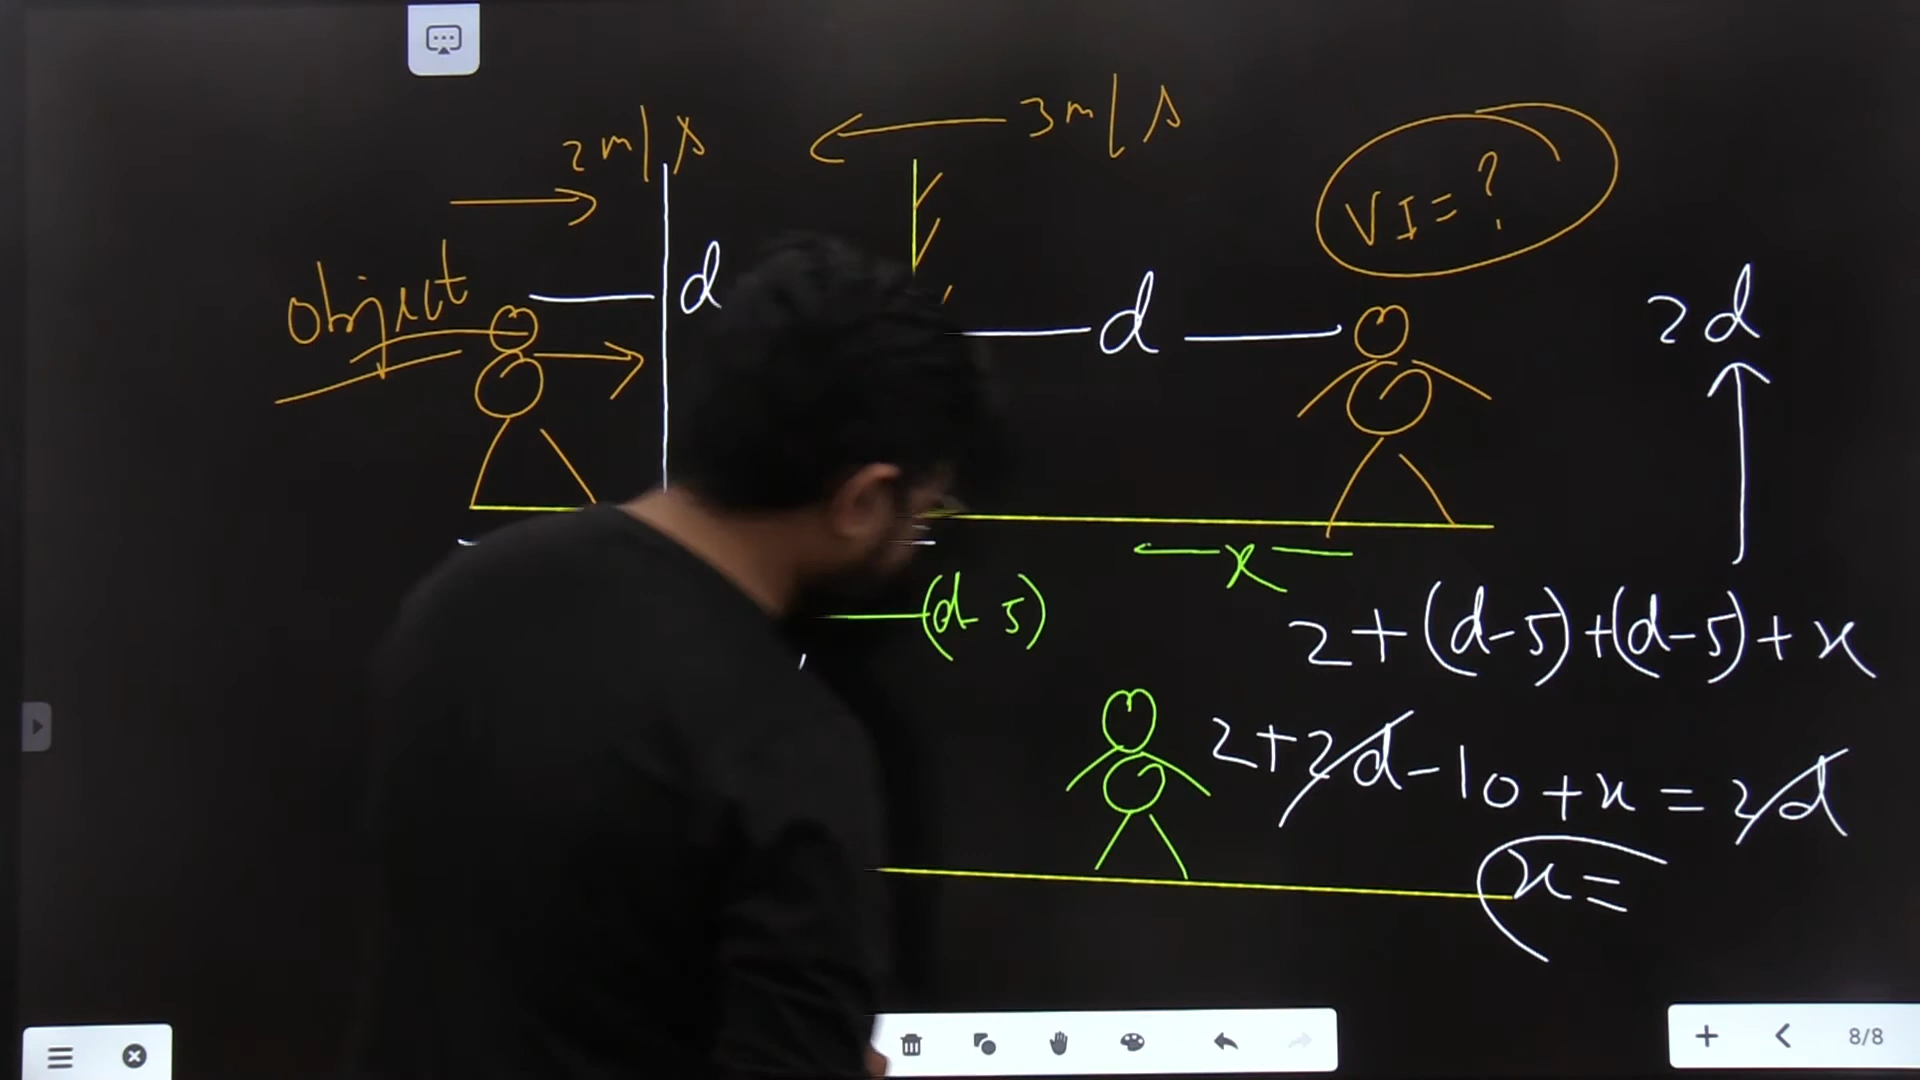 2m/s
3m/s
VI=?
object
d
d
2d
x
(d-5)
2+(d-5)+(d-5)+x
2+2d-10+x=2d
x=
8/8